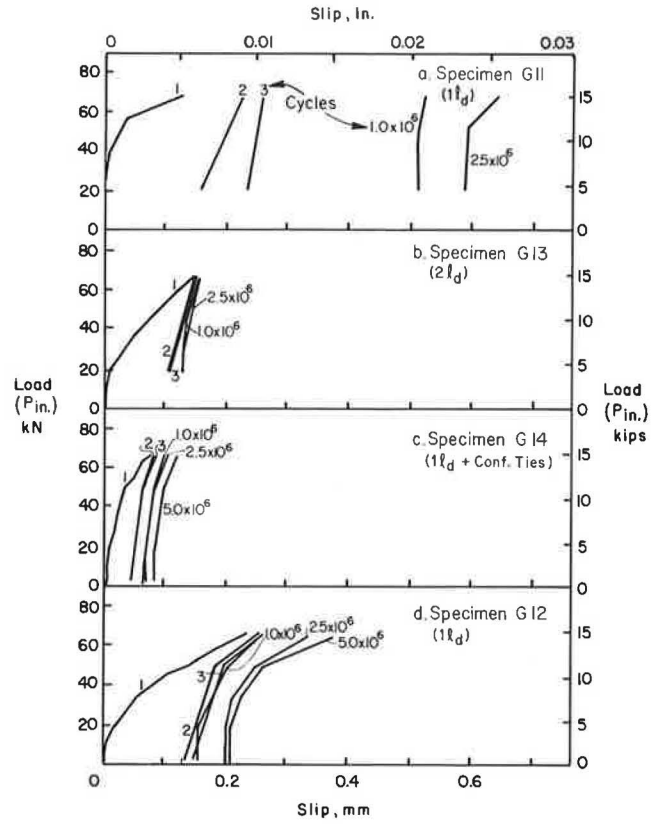 Slip, In.
0 0.01 0.02 0.03
80
60
40
20
0
1
2 3
Cycles
a. Specimen G11
(1ℓd)
1.0x10⁶
2.5x10⁶
15
10
5
0
80
60
40
20
0
1
2
3
2.5x10⁶
1.0x10⁶
b. Specimen G13
(2ℓd)
15
10
5
0
Load
(Pin.)
kN
Load
(Pin.)
kips
80
60
40
20
0
1
2 3
1.0x10⁶
2.5x10⁶
5.0x10⁶
c. Specimen G14
(1ℓd + Conf. Ties)
15
10
5
0
80
60
40
20
1
3
2
1.0x10⁶
2.5x10⁶
5.0x10⁶
d. Specimen G12
(1ℓd)
15
10
5
0
0 0.2 0.4 0.6
Slip, mm